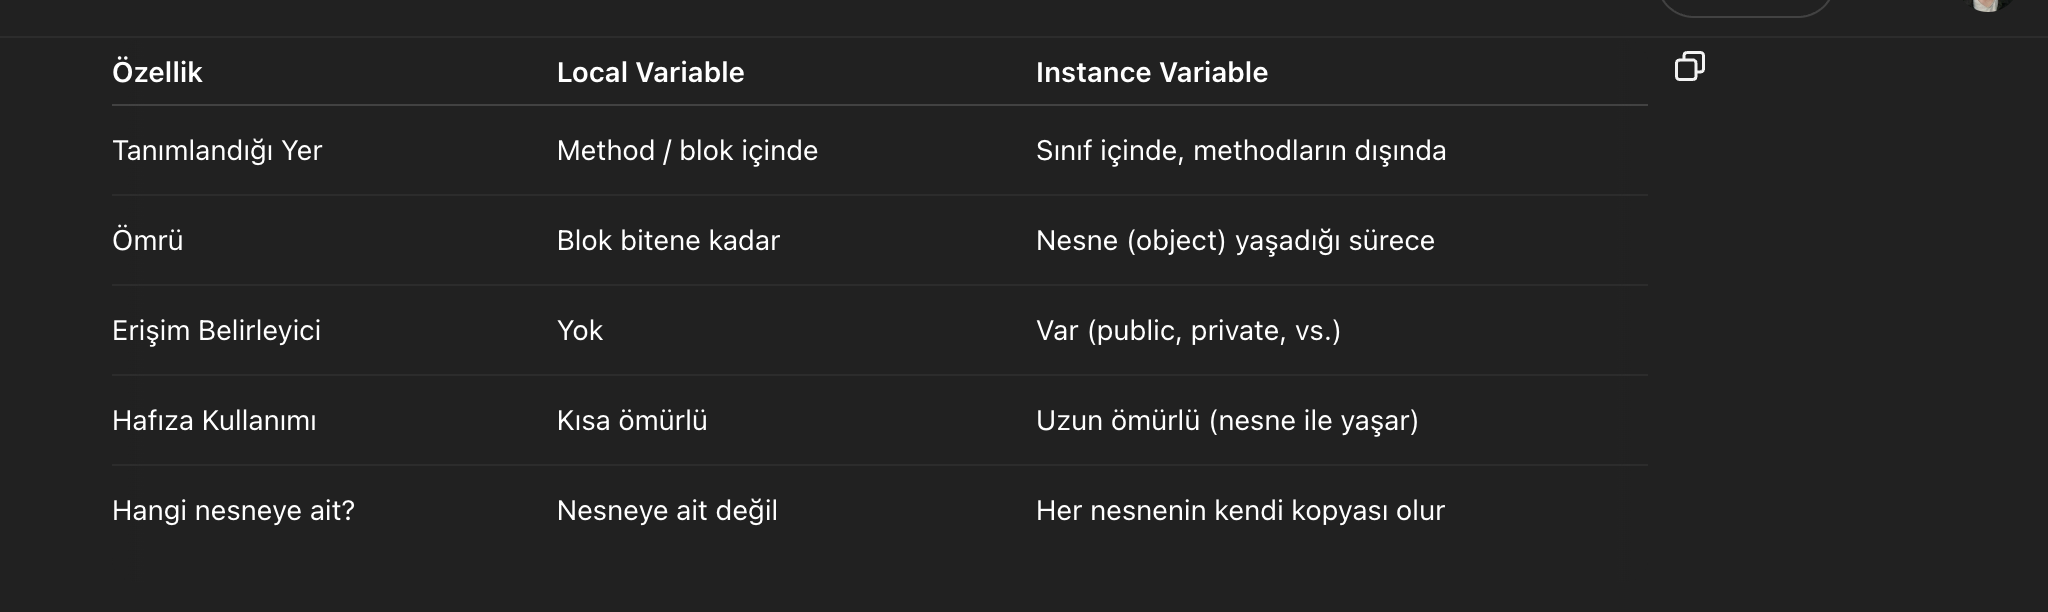 Özellik Local Variable Instance Variable
Tanımlandığı Yer Method / blok içinde Sınıf içinde, methodların dışında
Ömrü Blok bitene kadar Nesne (object) yaşadığı sürece
Erişim Belirleyici Yok Var (public, private, vs.)
Hafıza Kullanımı Kısa ömürlü Uzun ömürlü (nesne ile yaşar)
Hangi nesneye ait? Nesneye ait değil Her nesnenin kendi kopyası olur